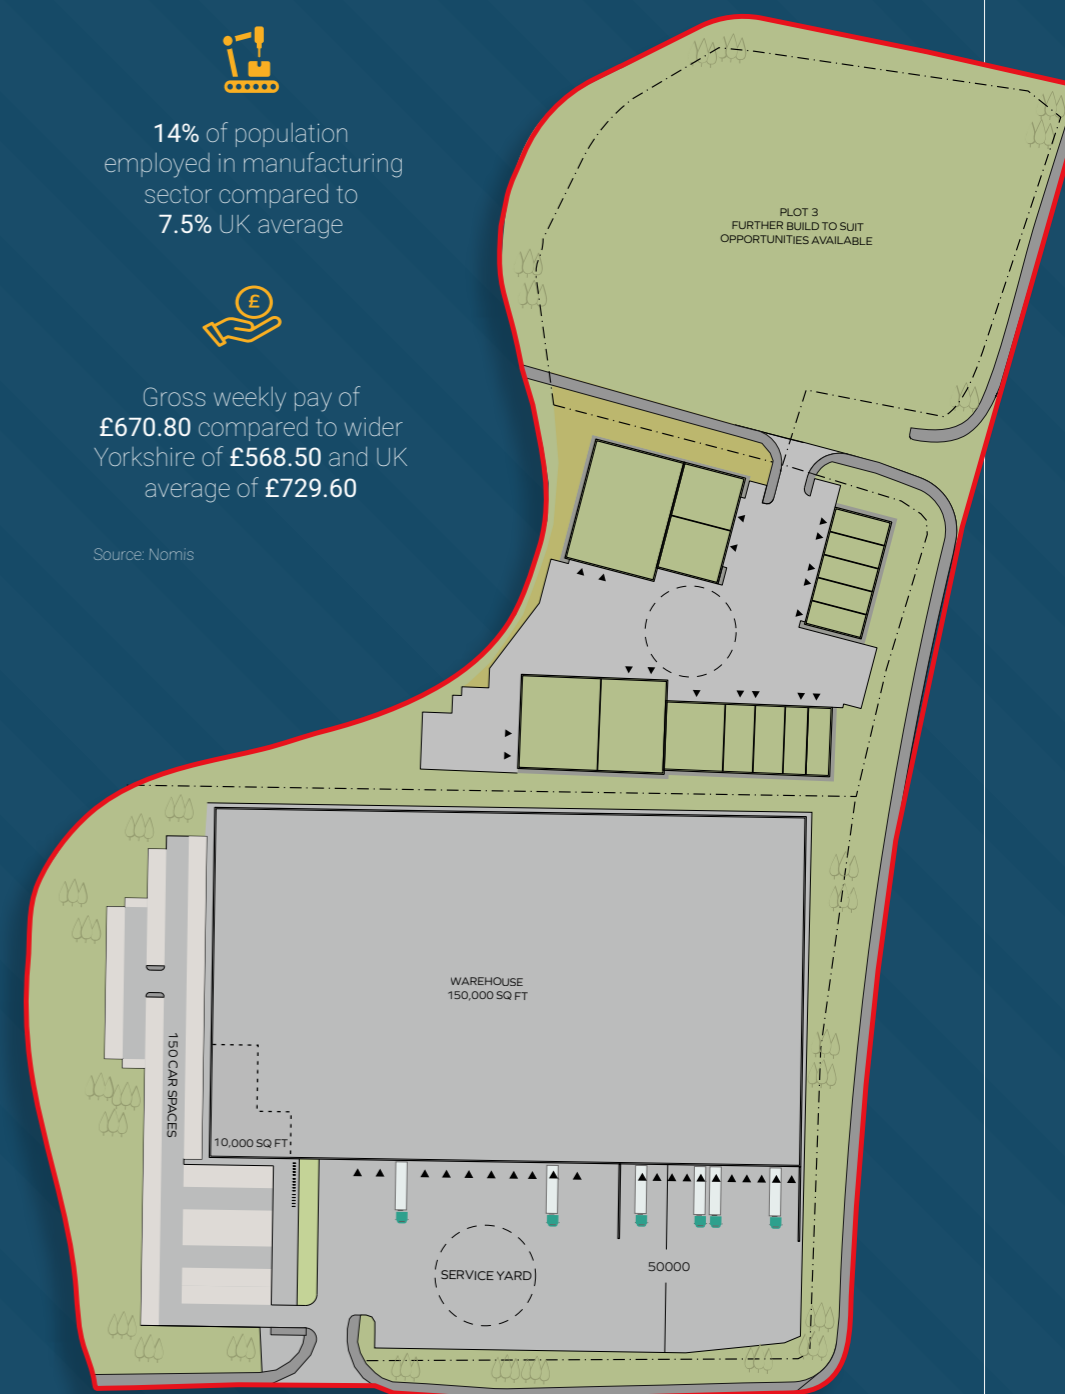 14% of population
employed in manufacturing
sector compared to
7.5% UK average
£
Gross weekly pay of
£670.80 compared to wider
Yorkshire of £568.50 and UK
average of £729.60
Source: Nomis
PLOT 3
FURTHER BUILD TO SUIT
OPPORTUNITIES AVAILABLE
WAREHOUSE
150,000 SQ FT
150 CAR SPACES
10,000 SQ FT
SERVICE YARD
50000